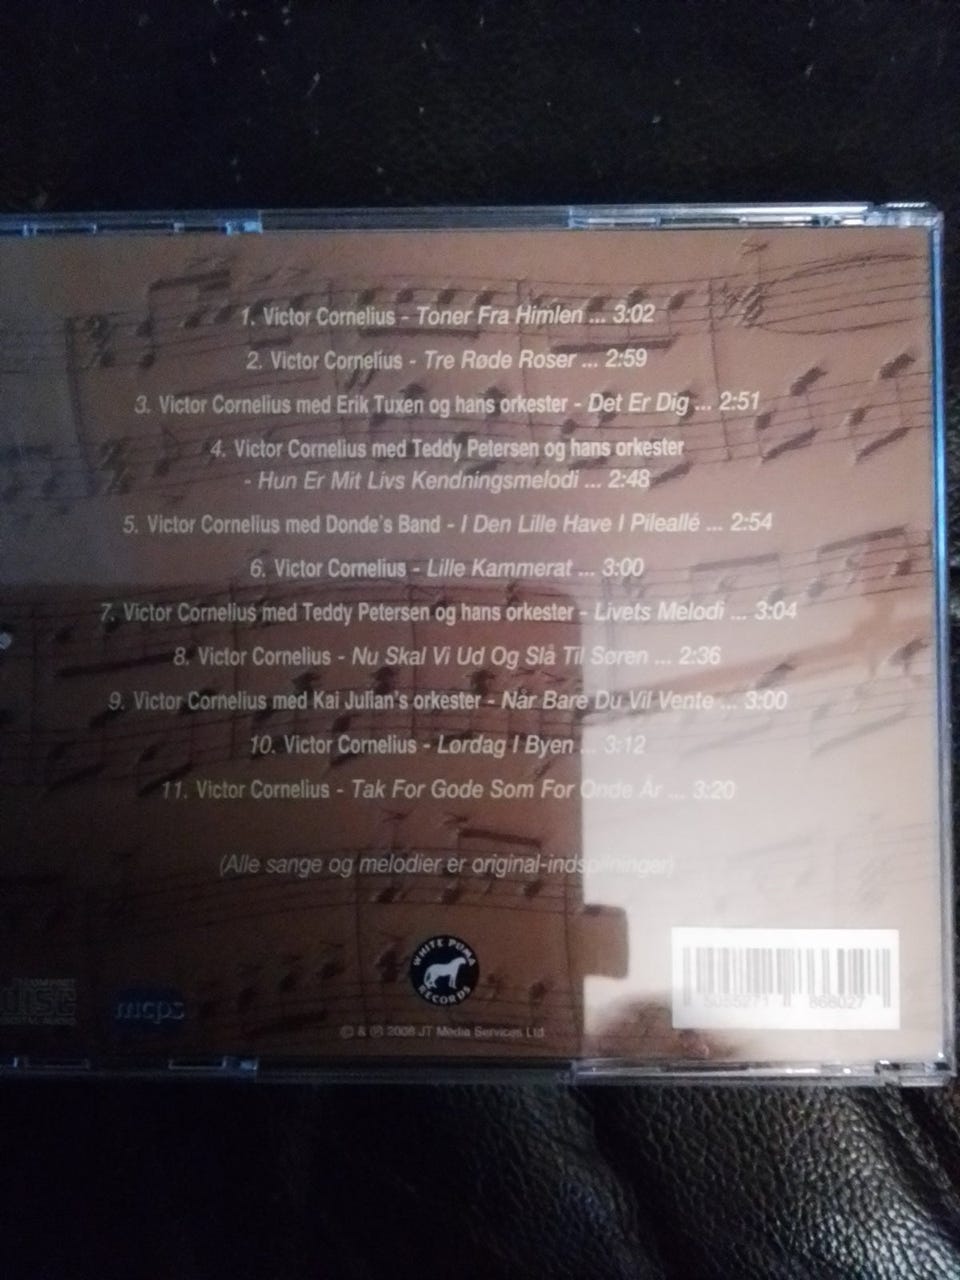 1. Victor Cornelius - Toner Fra Himlen ... 3:02
2. Victor Cornelius - Tre Røde Roser ... 2:59
3. Victor Cornelius med Erik Tuxen og hans orkester - Det Er Dig ... 2:51
4. Victor Cornelius med Teddy Petersen og hans orkester
- Hun Er Mit Livs Kendningsmelodi ... 2:48
5. Victor Cornelius med Donde's Band - I Den Lille Have I Pileallé ... 2:54
6. Victor Cornelius - Lille Kammerat ... 3:00
7. Victor Cornelius med Teddy Petersen og hans orkester - Livets Melodi ... 3:04
8. Victor Cornelius - Nu Skal Vi Ud Og Slå Til Søren ... 2:36
9. Victor Cornelius med Kai Julian's orkester - Når Bare Du Vil Vente ... 3:00
10. Victor Cornelius - Lørdag I Byen ... 3:12
11. Victor Cornelius - Tak For Gode Som For Onde År ... 3:20
(Alle sange og melodier er original-indspilninger)
WHITE PUMA
RECORDS
disc
mcps
868027
JT Media Services Ltd